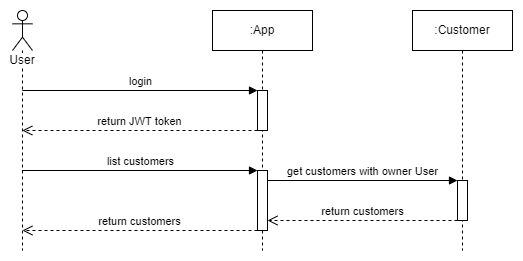 :App
:Customer
User
login
return JWT token
list customers
get customers with owner User
return customers
return customers